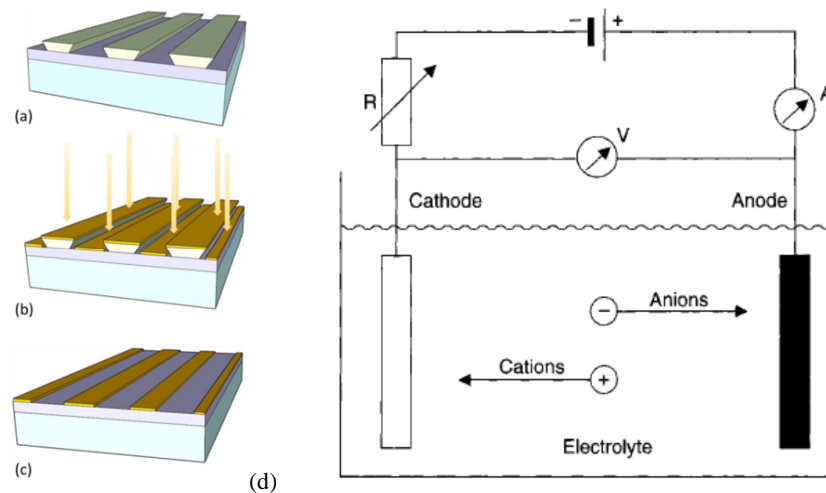 (a)
(b)
(c)
(d)
− +
R
A
V
Cathode
Anode
− Anions
Cations +
Electrolyte